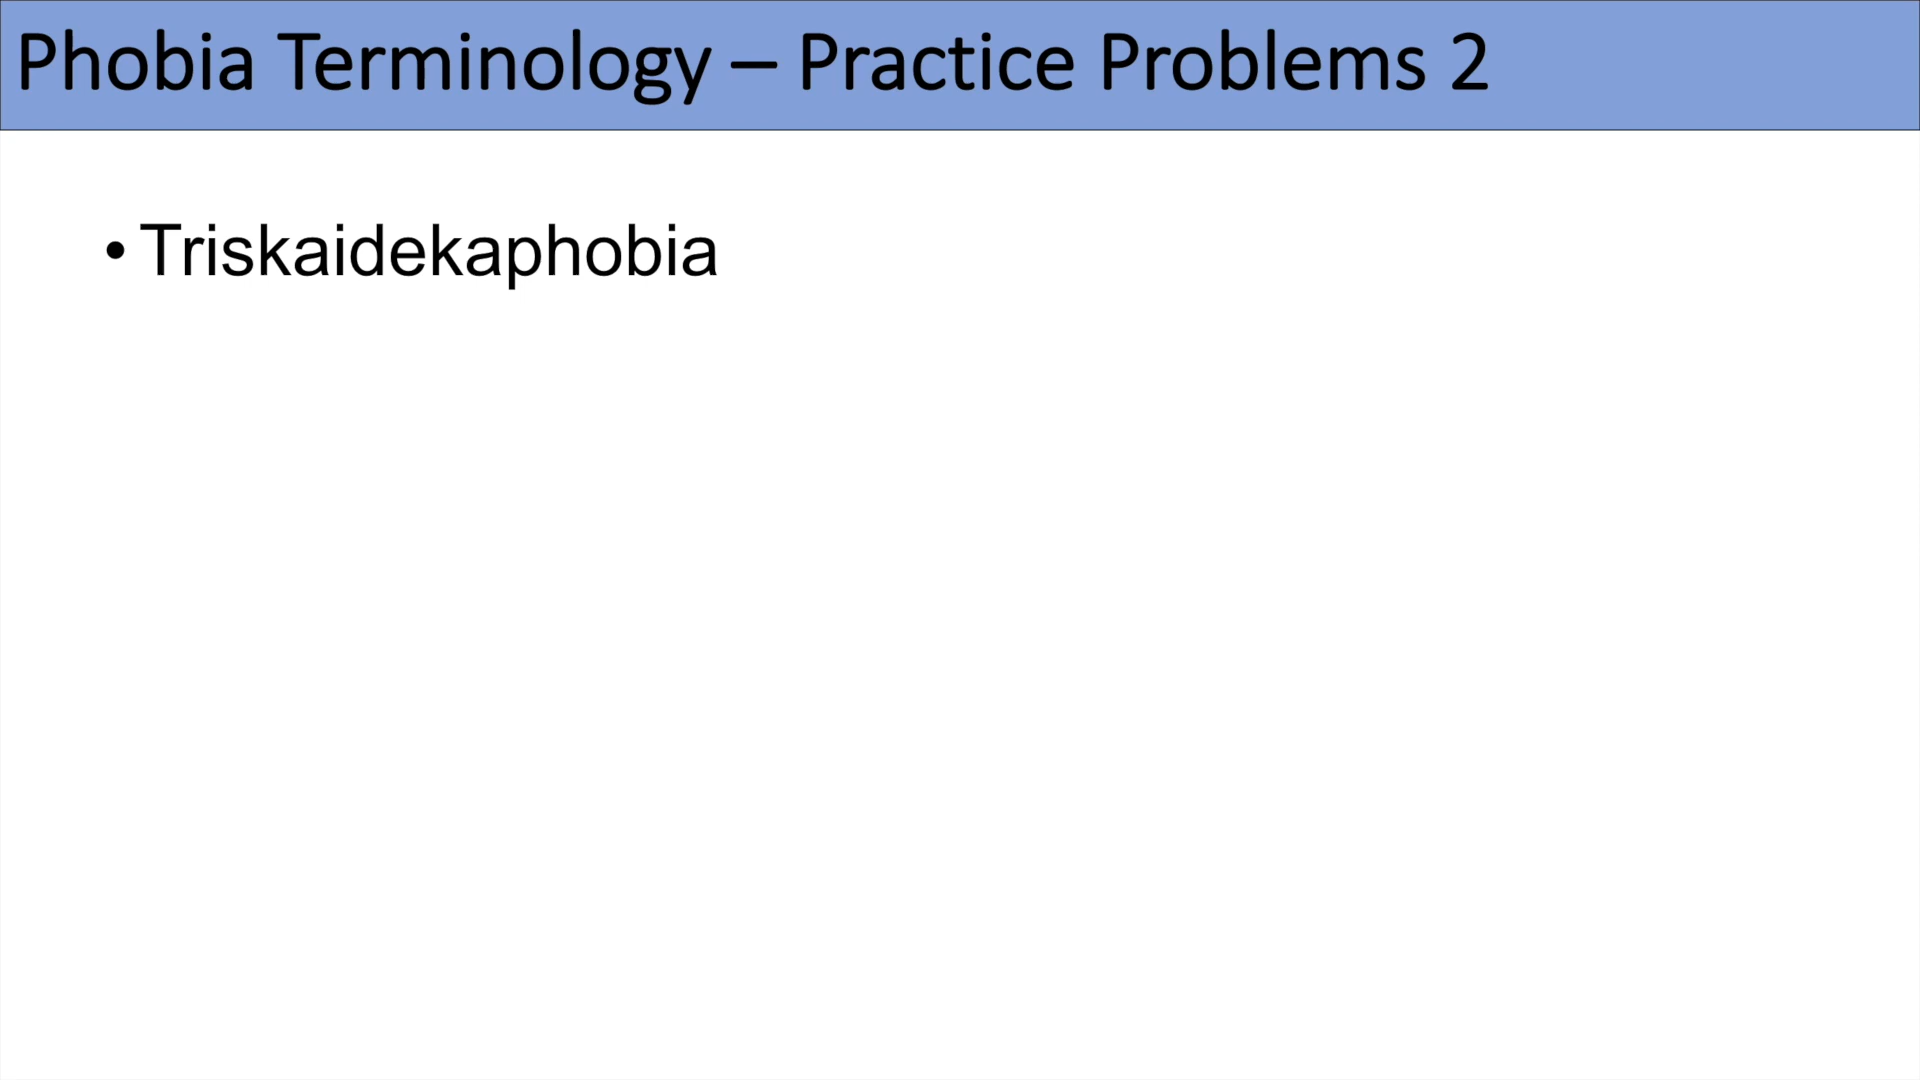 Phobia Terminology – Practice Problems 2
• Triskaidekaphobia